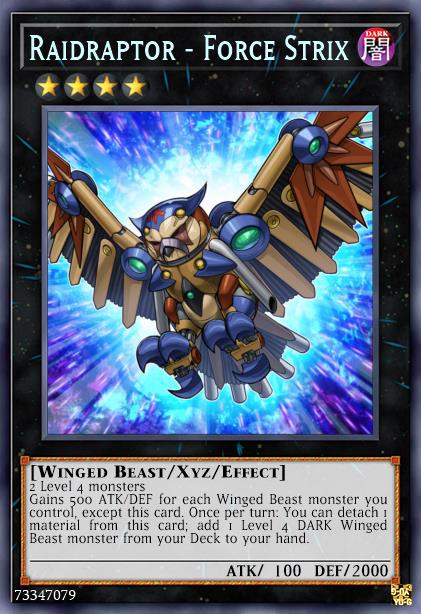 RAIDRAPTOR - FORCE STRIX
DARK
闇
[WINGED BEAST/XYZ/EFFECT]
2 Level 4 monsters
Gains 500 ATK/DEF for each Winged Beast monster you
control, except this card. Once per turn: You can detach 1
material from this card; add 1 Level 4 DARK Winged
Beast monster from your Deck to your hand.
ATK/ 100 DEF/2000
73347079